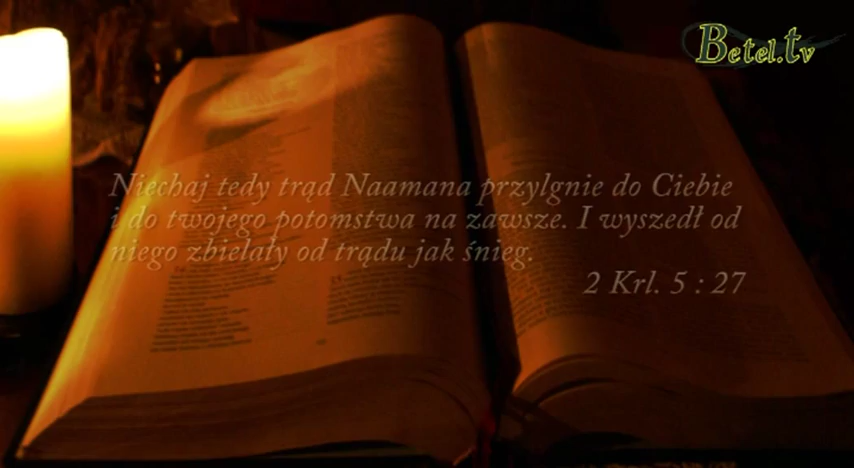 Betel.tv
Niechaj tedy trąd Naamana przylgnie do Ciebie
i do twojego potomstwa na zawsze. I wyszedł od
niego zbielały od trądu jak śnieg.
2 Krl. 5 : 27